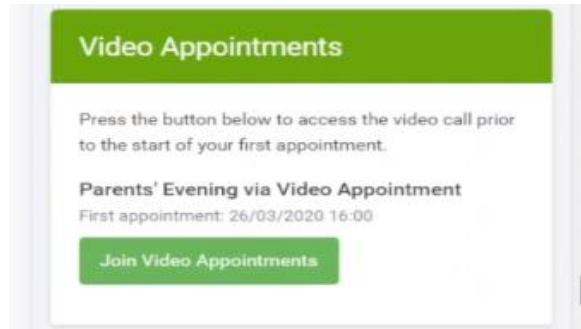 Video Appointments
Press the button below to access the video call prior
to the start of your first appointment.
Parents' Evening via Video Appointment
First appointment: 26/03/2020 16:00
Join Video Appointments